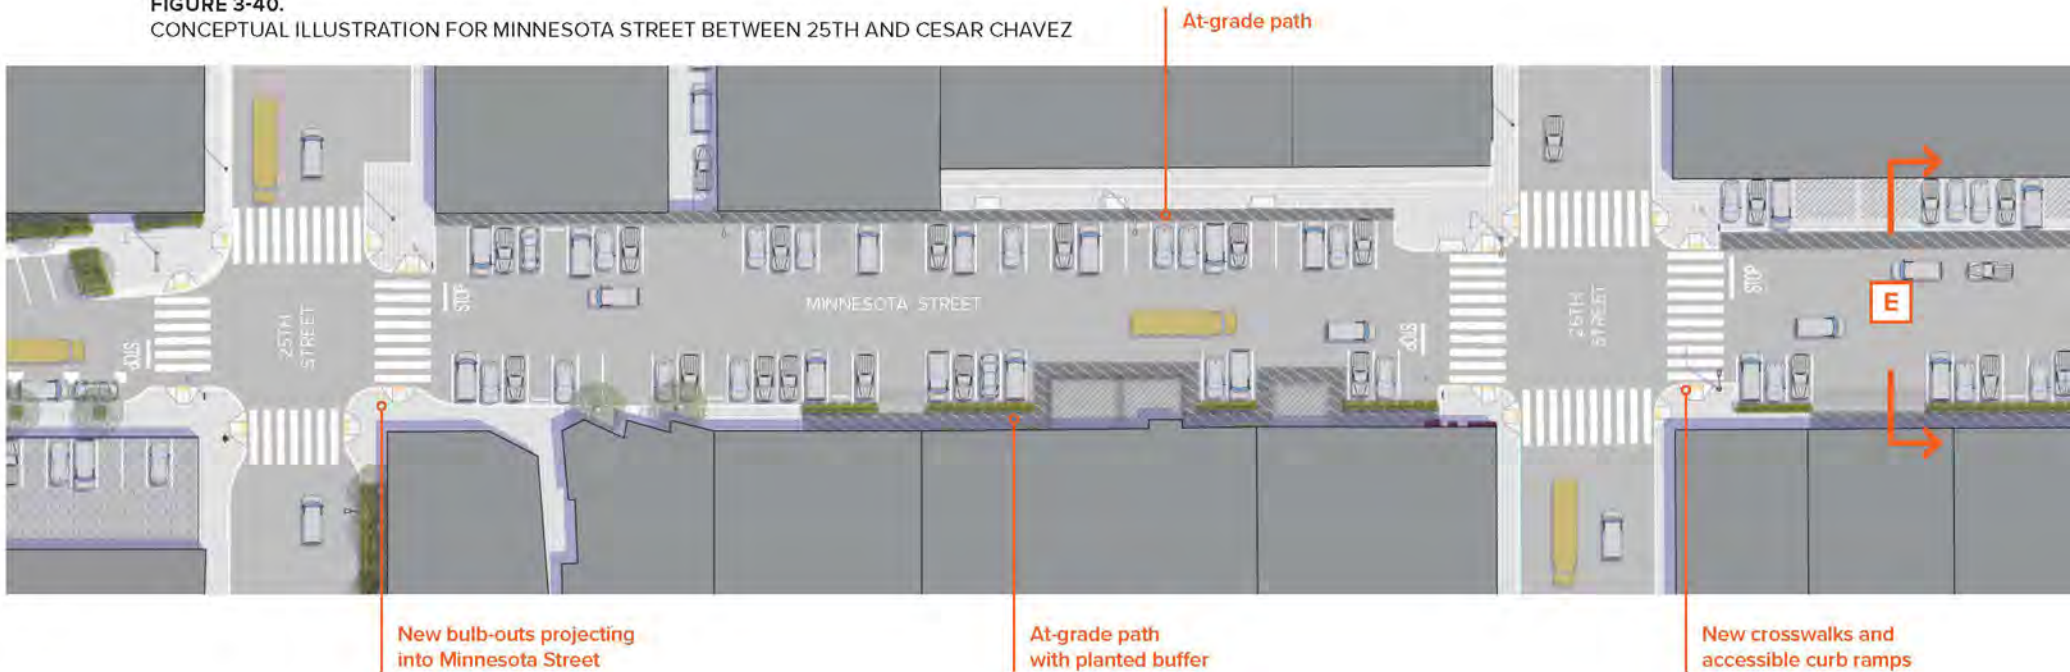 FIGURE 3-40.
CONCEPTUAL ILLUSTRATION FOR MINNESOTA STREET BETWEEN 25TH AND CESAR CHAVEZ
At-grade path
25TH
STREET
STOP
STOP
MINNESOTA STREET
STOP
26TH
STREET
STOP
E
New bulb-outs projecting
into Minnesota Street
At-grade path
with planted buffer
New crosswalks and
accessible curb ramps